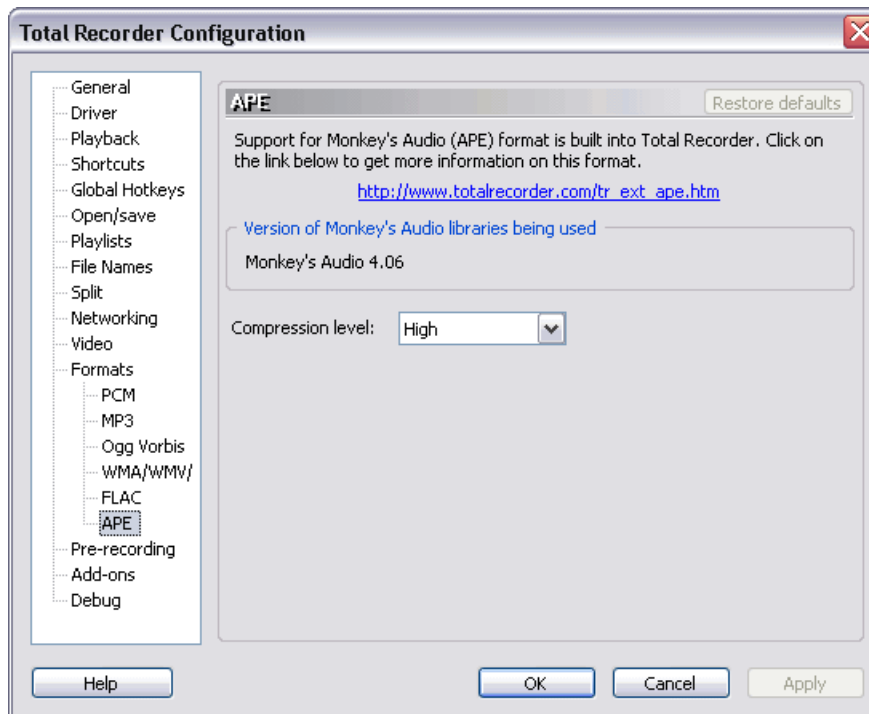 Total Recorder Configuration
General
Driver
Playback
Shortcuts
Global Hotkeys
Open/save
Playlists
File Names
Split
Networking
Video
Formats
PCM
MP3
Ogg Vorbis
WMA/WMV/
FLAC
APE
Pre-recording
Add-ons
Debug
APE
Restore defaults
Support for Monkey's Audio (APE) format is built into Total Recorder. Click on
the link below to get more information on this format.
http://www.totalrecorder.com/tr_ext_ape.htm
Version of Monkey's Audio libraries being used
Monkey's Audio 4.06
Compression level: High
Help
OK
Cancel
Apply